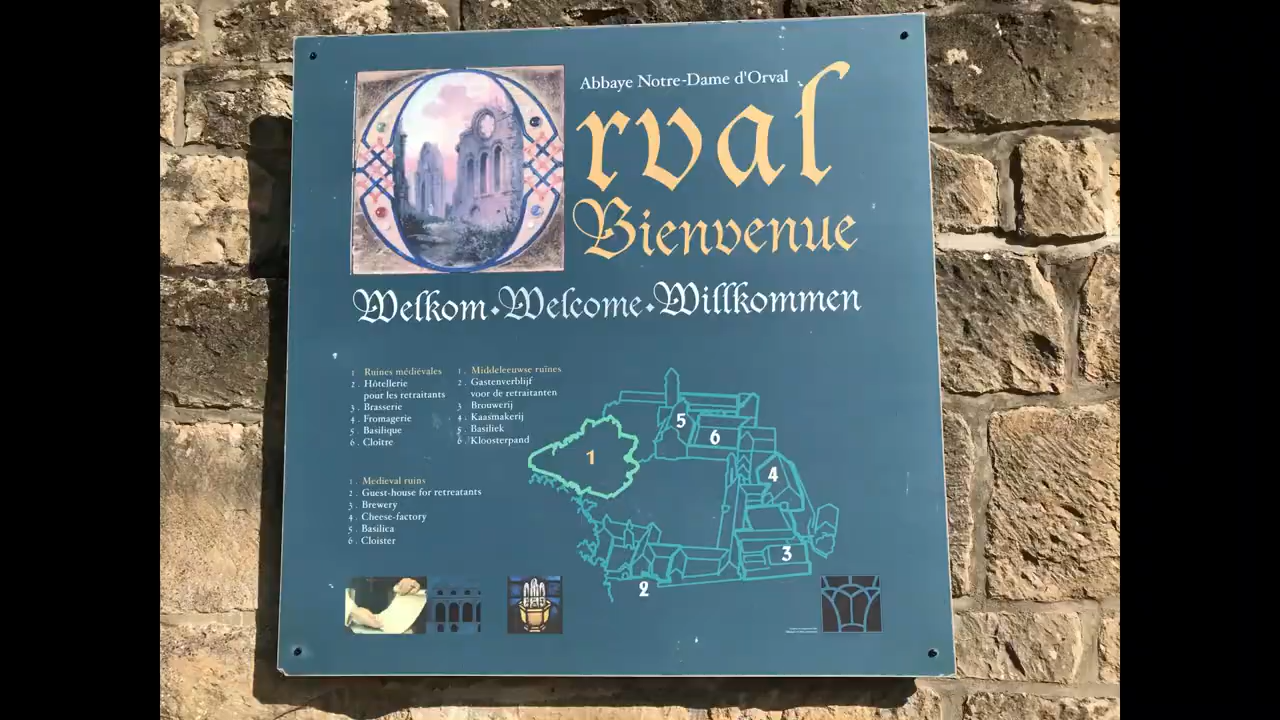 Abbaye Notre-Dame d'Orval
Orval
Bienvenue
Welkom · Welcome · Willkommen
1 Ruines médiévales
2. Hôtellerie
pour les retraitants
3. Brasserie
4. Fromagerie
5. Basilique
6. Cloître
1. Middeleeuwse ruïnes
2. Gastenverblijf
voor de retraitanten
3 Brouwerij
4. Kaasmakerij
5. Basiliek
6. Kloosterpand
1. Medieval ruins
2. Guest-house for retreatants
3. Brewery
4. Cheese-factory
5. Basilica
6. Cloister
5
6
1
4
3
2